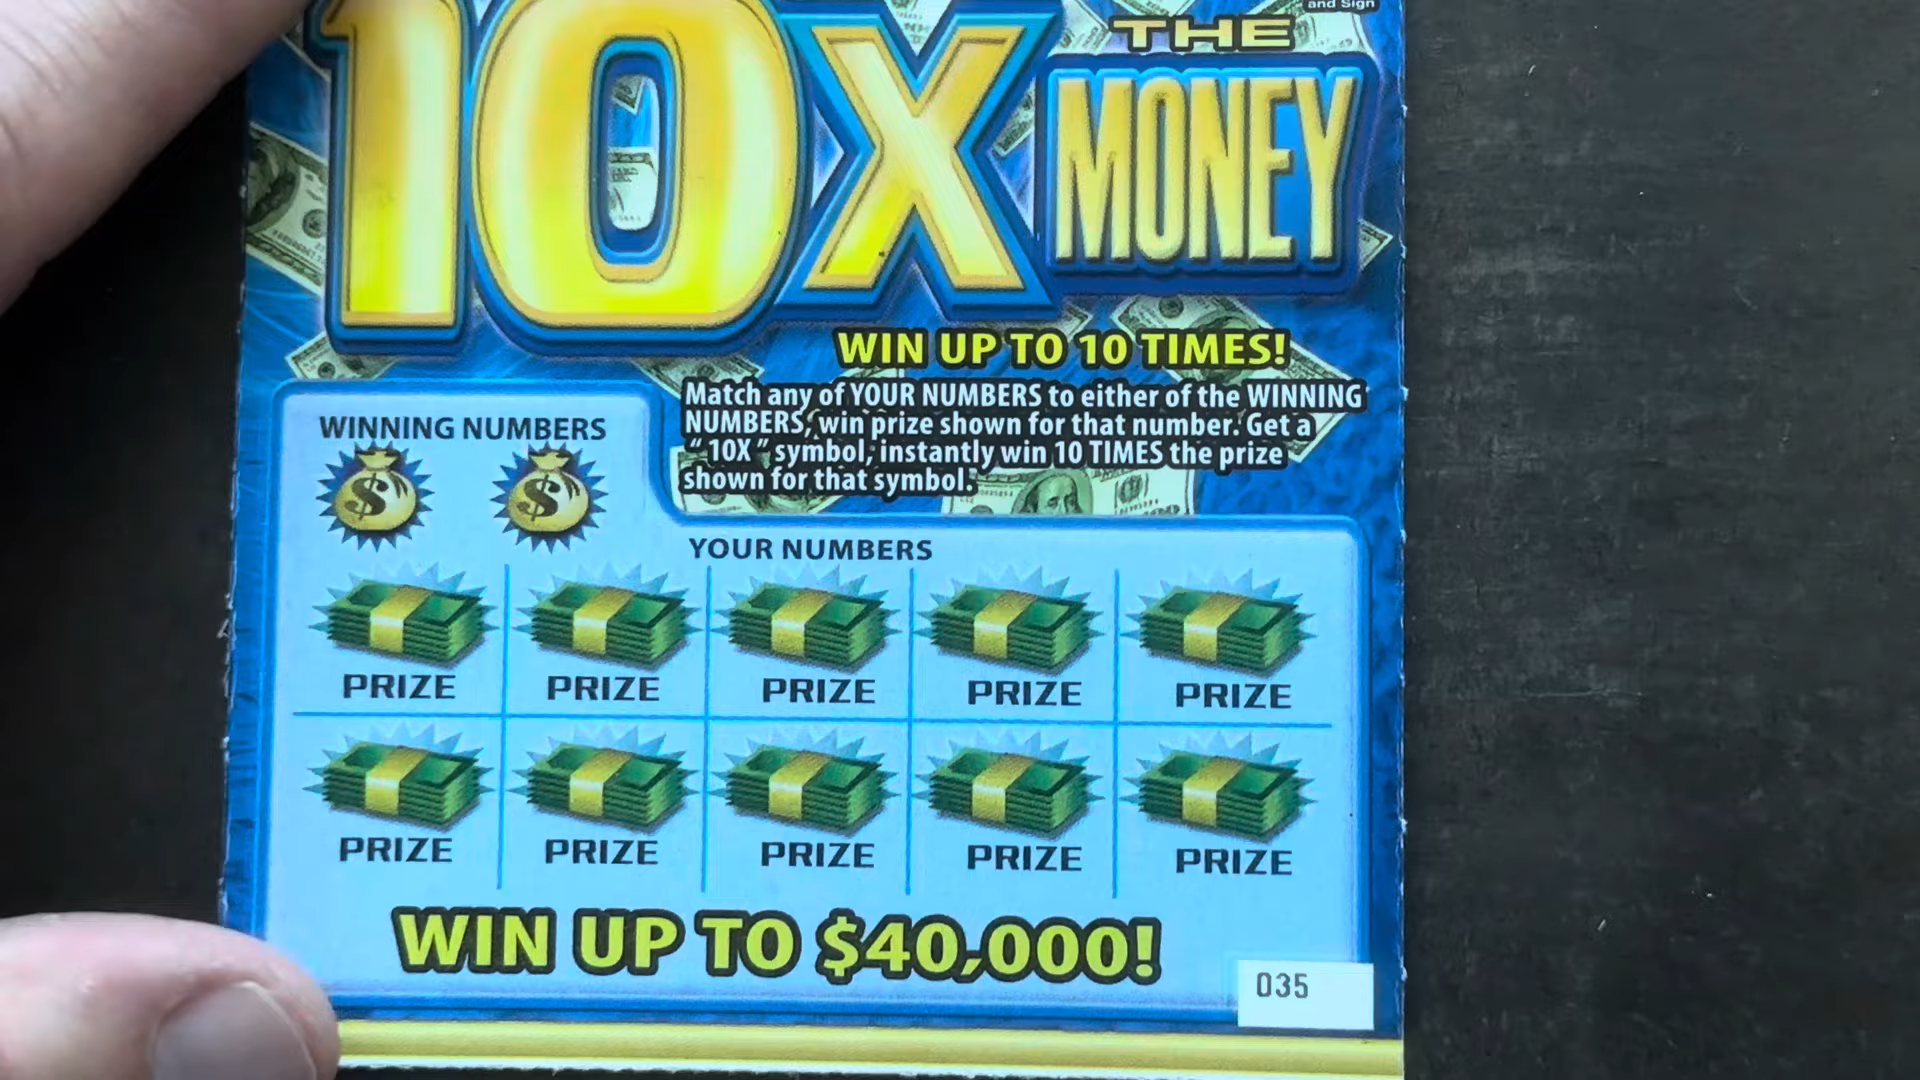 and Sign
10X THE
MONEY
WIN UP TO 10 TIMES!
Match any of YOUR NUMBERS to either of the WINNING
NUMBERS, win prize shown for that number. Get a
"10X" symbol, instantly win 10 TIMES the prize
shown for that symbol.
WINNING NUMBERS
$ $
YOUR NUMBERS
PRIZE PRIZE PRIZE PRIZE PRIZE
PRIZE PRIZE PRIZE PRIZE PRIZE
WIN UP TO $40,000!
035